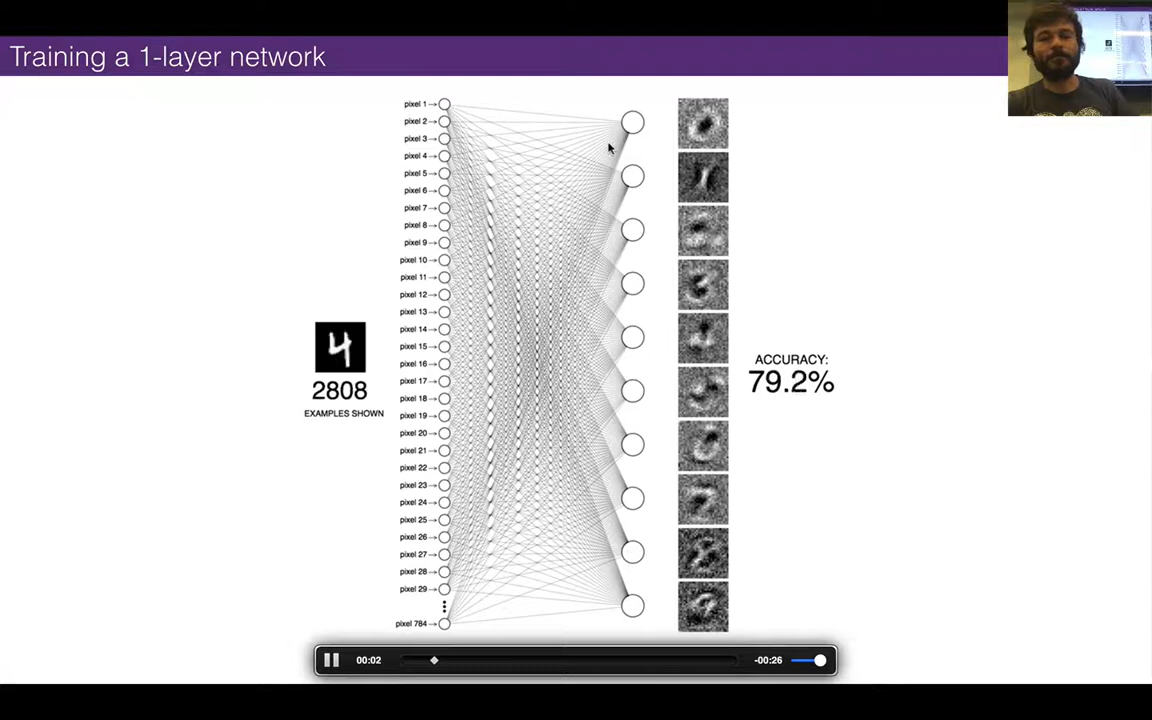 Training a 1-layer network
pixel 1
pixel 2
pixel 3
pixel 4
pixel 5
pixel 6
pixel 7
pixel 8
pixel 9
pixel 10
pixel 11
pixel 12
pixel 13
pixel 14
pixel 15
pixel 16
pixel 17
pixel 18
pixel 19
pixel 20
pixel 21
pixel 22
pixel 23
pixel 24
pixel 25
pixel 26
pixel 27
pixel 28
pixel 29
pixel 784
4
2808
EXAMPLES SHOWN
ACCURACY:
79.2%
00:02
-00:26